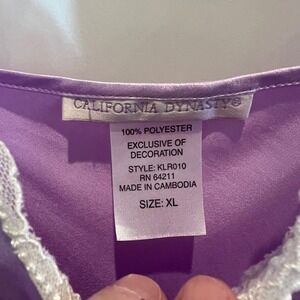 CALIFORNIA DYNASTY®
100% POLYESTER
EXCLUSIVE OF
DECORATION
STYLE: KLR010
RN 64211
MADE IN CAMBODIA
SIZE: XL